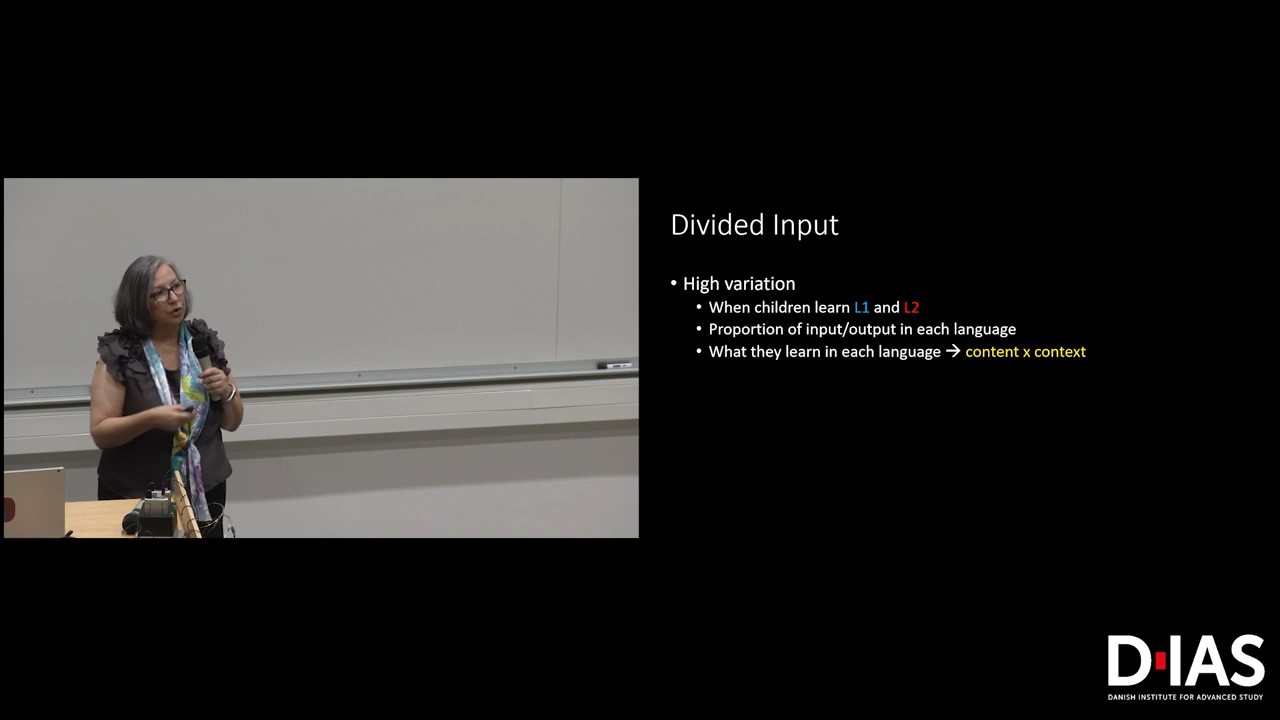 Divided Input
• High variation
• When children learn L1 and L2
• Proportion of input/output in each language
• What they learn in each language → content x context
D·IAS
DANISH INSTITUTE FOR ADVANCED STUDY